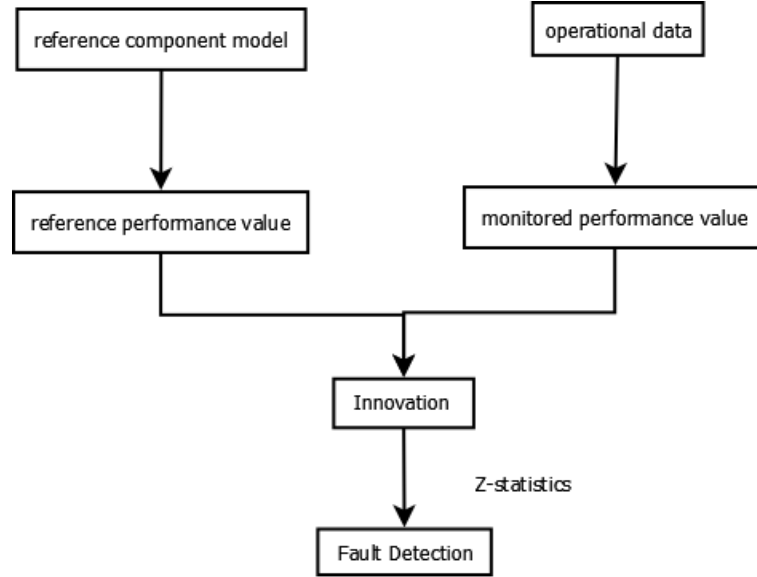 reference component model
operational data
reference performance value
monitored performance value
Innovation
Z-statistics
Fault Detection